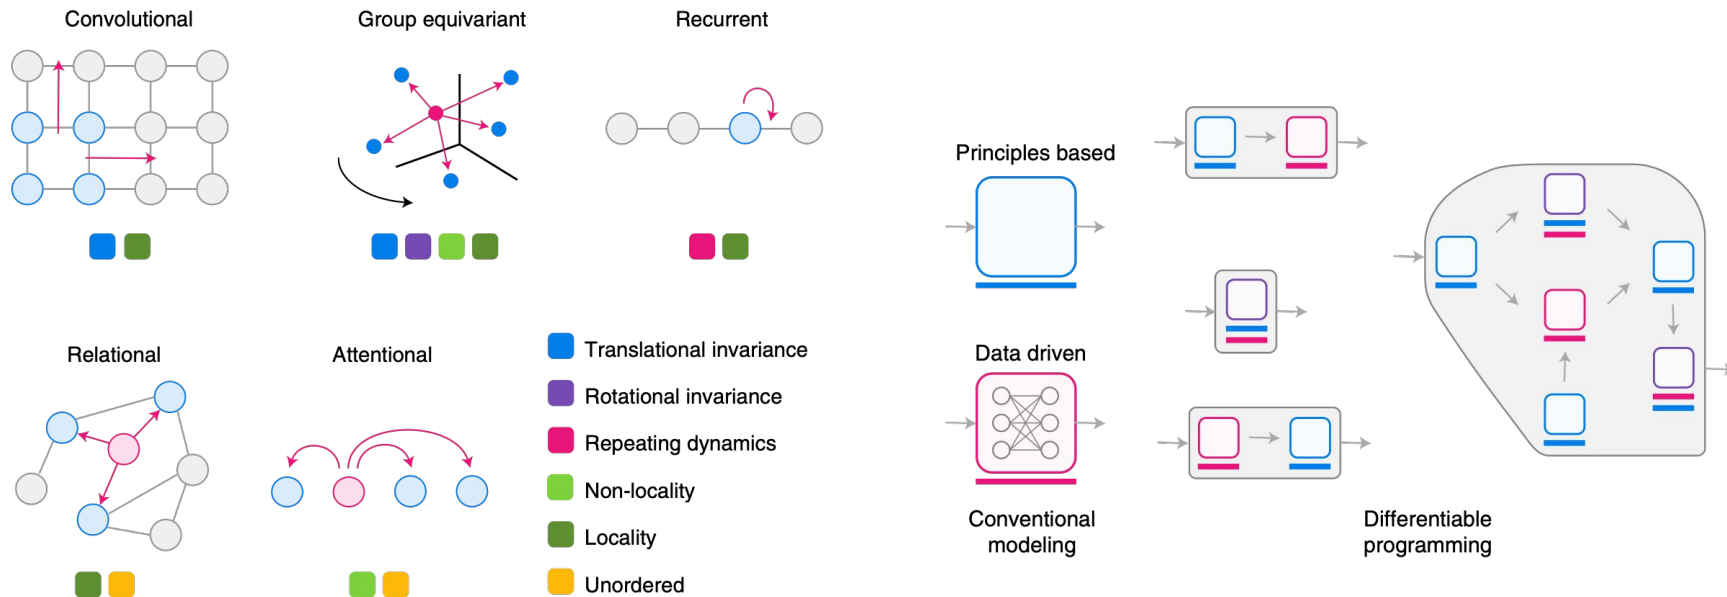 Convolutional
Group equivariant
Recurrent
Relational
Attentional
Translational invariance
Rotational invariance
Repeating dynamics
Non-locality
Locality
Unordered
Principles based
Data driven
Conventional
modeling
Differentiable
programming